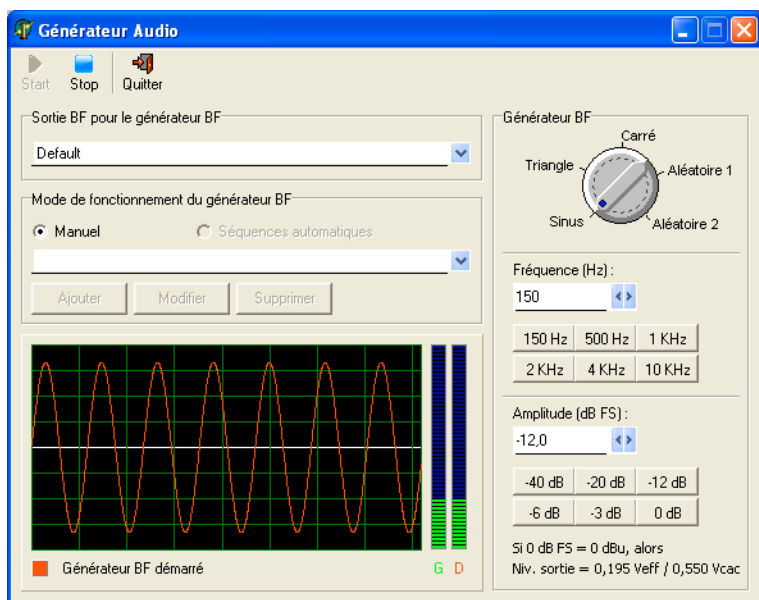 Générateur Audio
Start Stop Quitter
Sortie BF pour le générateur BF
Default
Mode de fonctionnement du générateur BF
Manuel Séquences automatiques
Ajouter Modifier Supprimer
Générateur BF démarré
G D
Générateur BF
Carré
Triangle Aléatoire 1
Sinus Aléatoire 2
Fréquence (Hz) :
150
150 Hz 500 Hz 1 KHz
2 KHz 4 KHz 10 KHz
Amplitude (dB FS) :
-12,0
-40 dB -20 dB -12 dB
-6 dB -3 dB 0 dB
Si 0 dB FS = 0 dBu, alors
Niv. sortie = 0,195 Veff / 0,550 Vcac